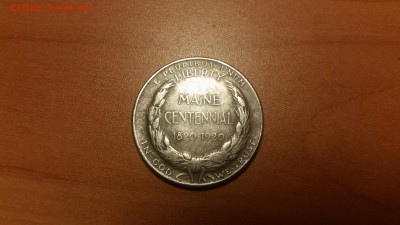 E PLURIBUS UNUM
LIBERTY
MAINE
CENTENNIAL
1820-1920
IN GOD WE TRUST